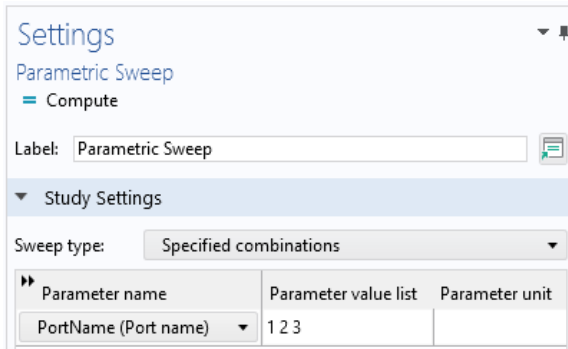 Settings
Parametric Sweep
= Compute
Label: Parametric Sweep
Study Settings
Sweep type: Specified combinations
Parameter name Parameter value list Parameter unit
PortName (Port name) 1 2 3